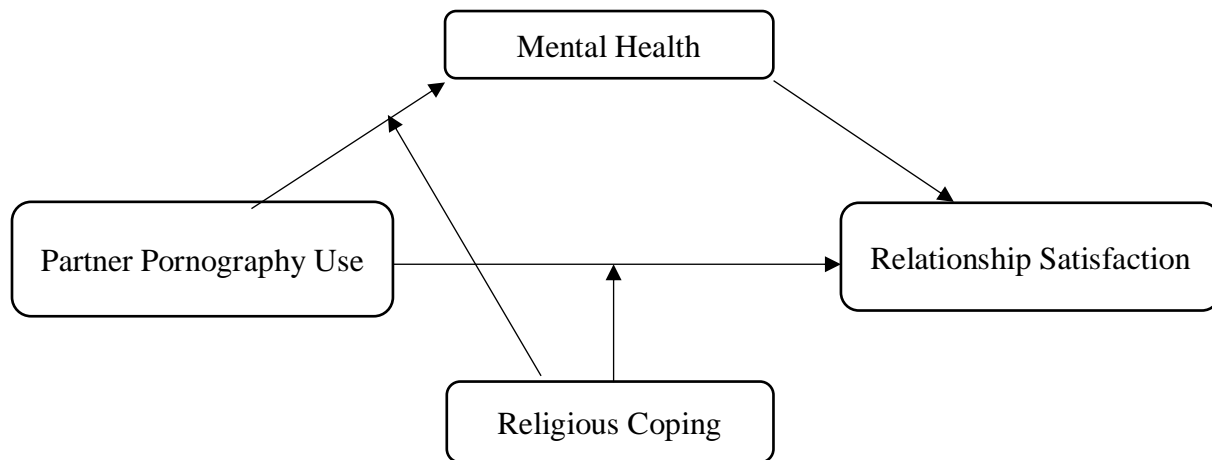 Mental Health
Partner Pornography Use
Relationship Satisfaction
Religious Coping